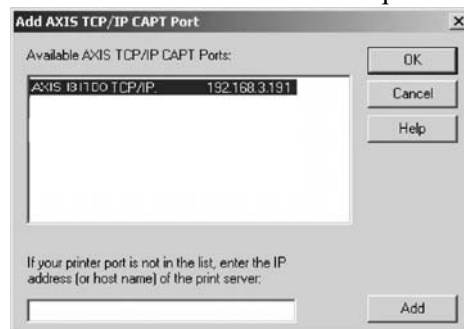 Add AXIS TCP/IP CAPT Port
Available AXIS TCP/IP CAPT Ports:
OK
AXIS TCP/IP. 192.168.3.191
Cancel
Help
If your printer port is not in the list, enter the IP
address (or host name) of the print server:
Add